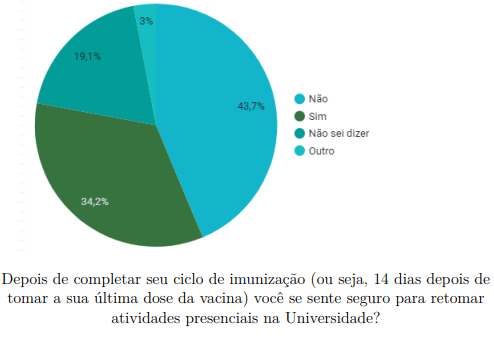 3%
19,1%
43,7%
34,2%
Não
Sim
Não sei dizer
Outro
Depois de completar seu ciclo de imunização (ou seja, 14 dias depois de
tomar a sua última dose da vacina) você se sente seguro para retomar
atividades presenciais na Universidade?